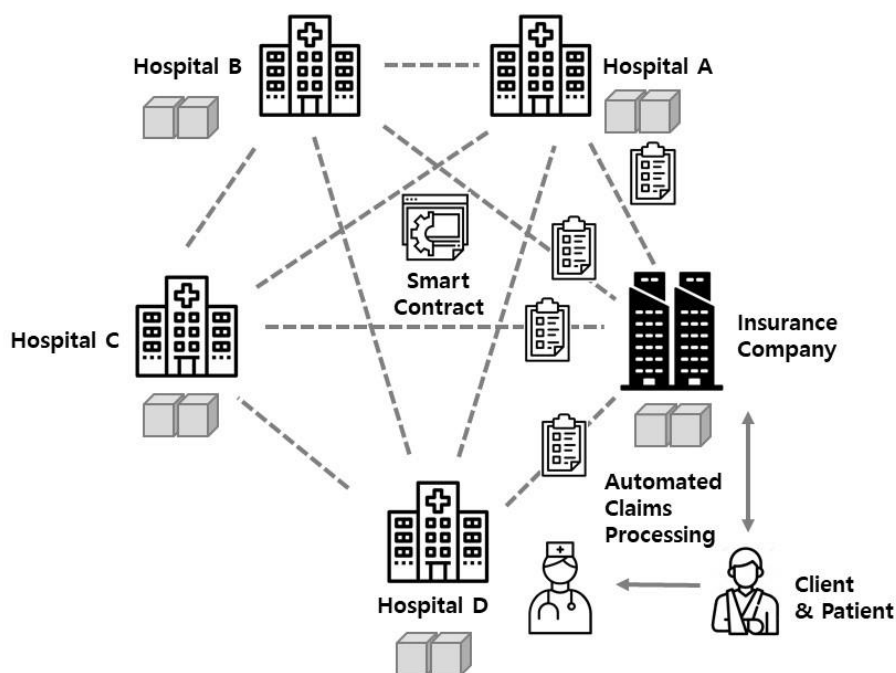 Hospital B
Hospital A
Smart
Contract
Hospital C
Insurance
Company
Automated
Claims
Processing
Hospital D
Client
& Patient